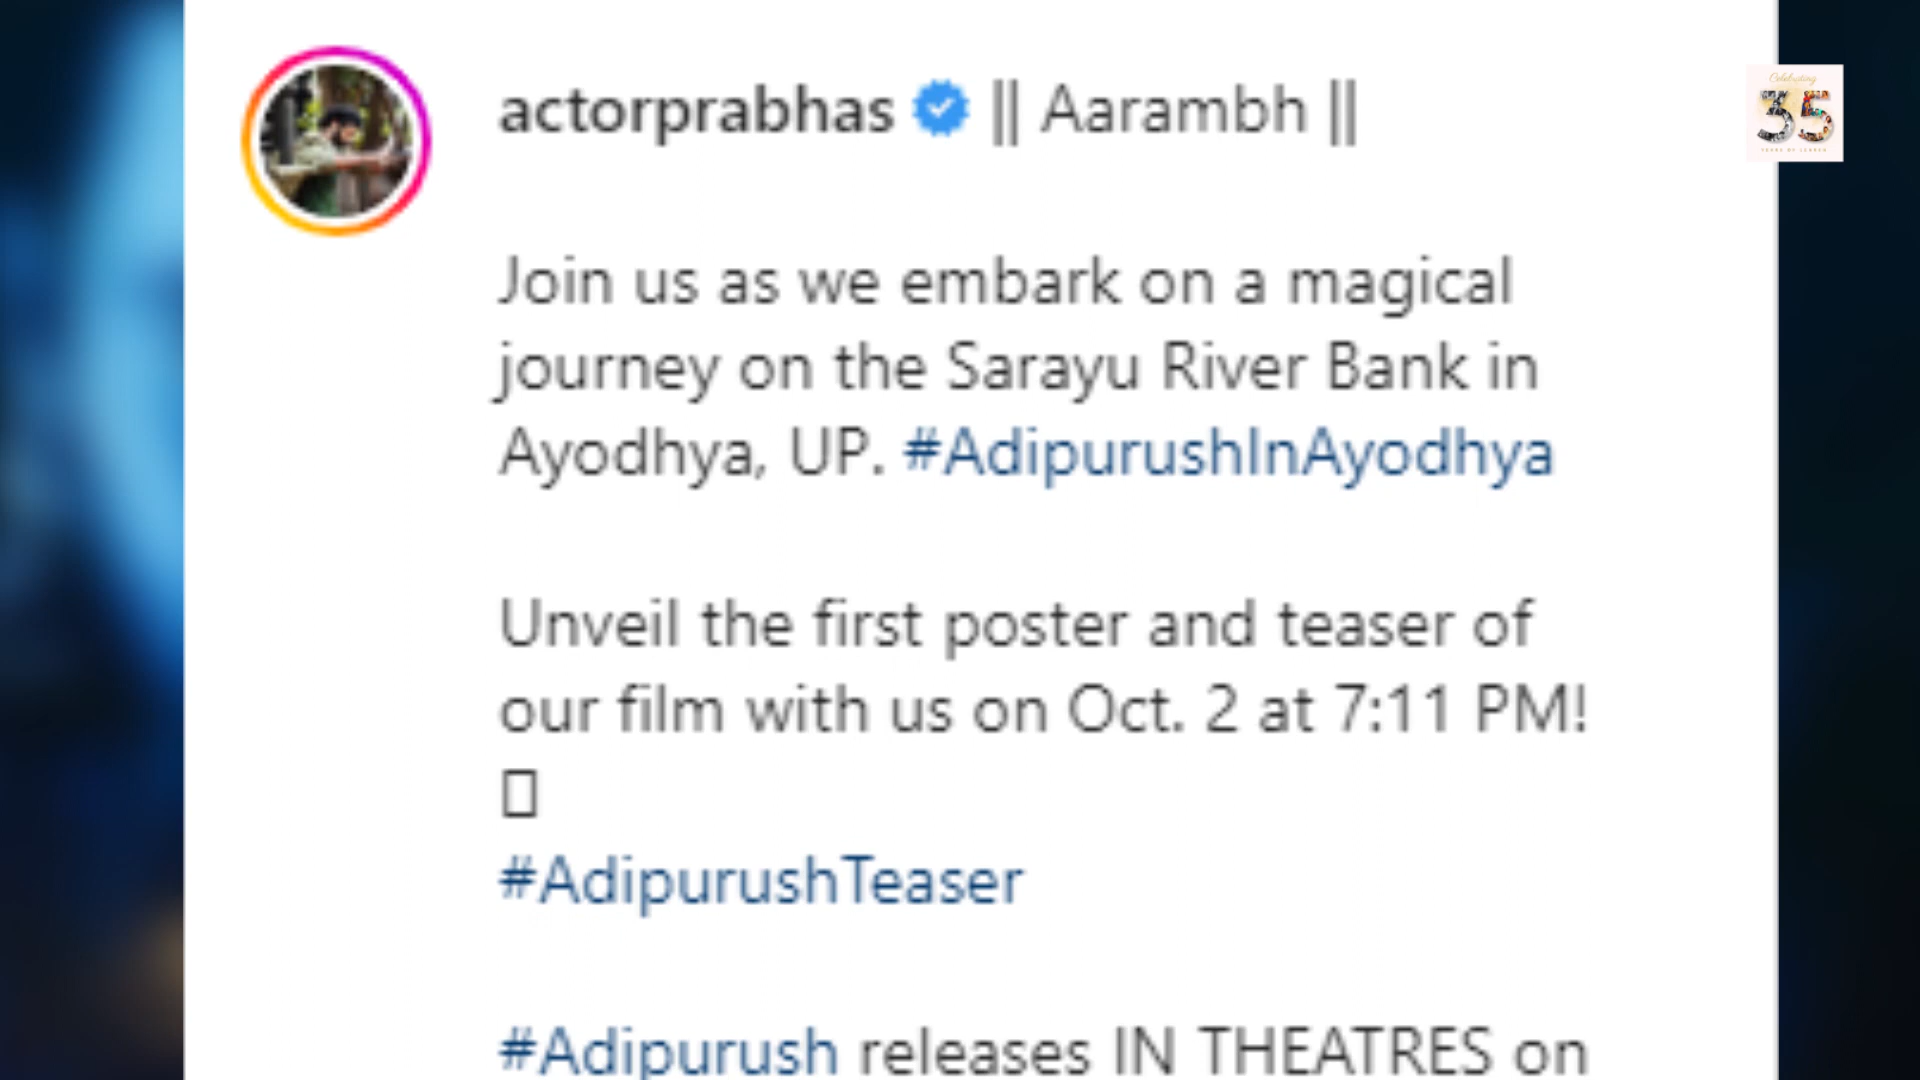 actorprabhas || Aarambh ||
Celebrating
35
Join us as we embark on a magical
journey on the Sarayu River Bank in
Ayodhya, UP. #AdipurushInAyodhya
Unveil the first poster and teaser of
our film with us on Oct. 2 at 7:11 PM!
#AdipurushTeaser
#Adipurush releases IN THEATRES on